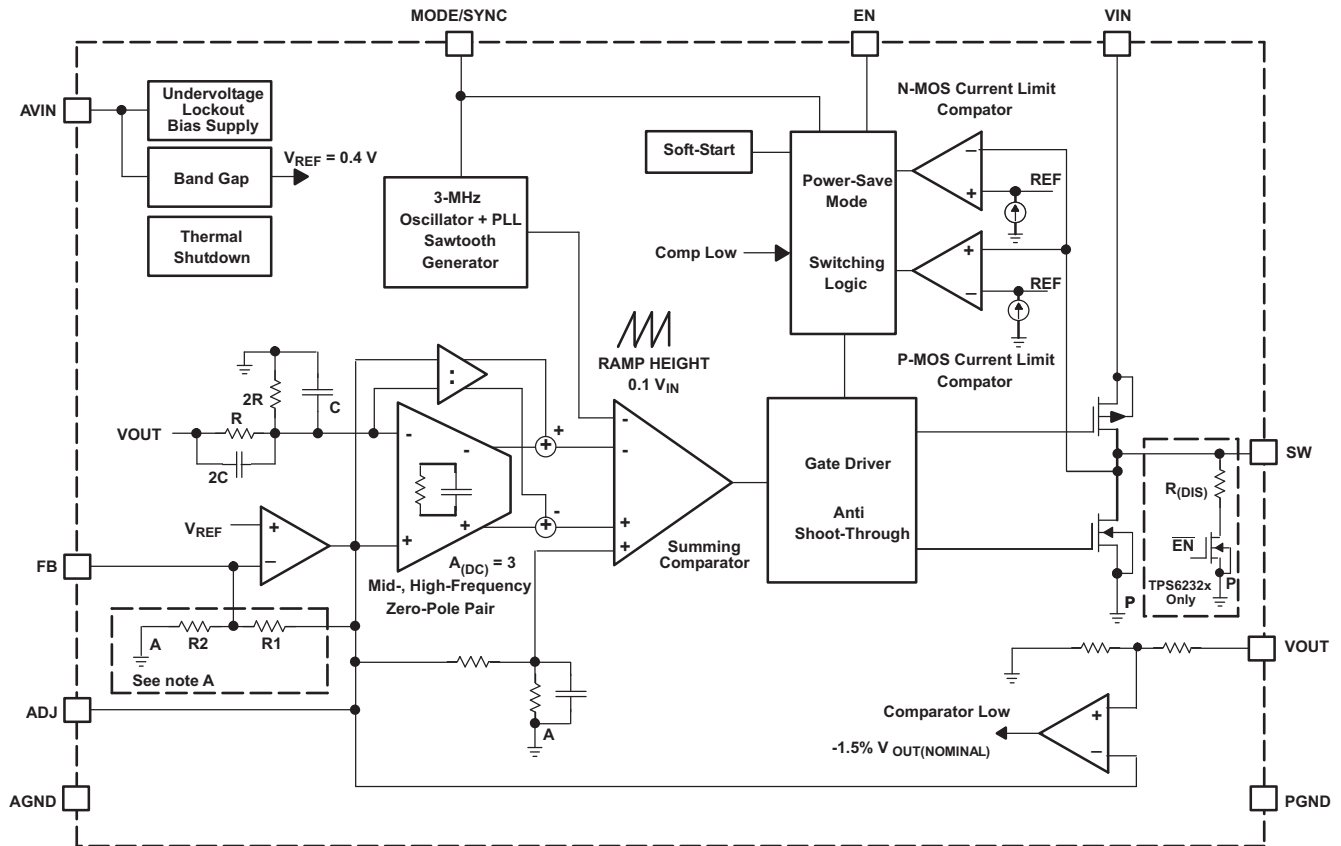 MODE/SYNC
EN
VIN
AVIN
Undervoltage
Lockout
Bias Supply
Band Gap
VREF = 0.4 V
Thermal
Shutdown
3-MHz
Oscillator + PLL
Sawtooth
Generator
Soft-Start
Power-Save
Mode
Switching
Logic
Comp Low
N-MOS Current Limit
Compator
−
+
REF
+
−
REF
P-MOS Current Limit
Compator
RAMP HEIGHT
0.1 VIN
2R
C
R
VOUT
2C
:
-
-
+
+
+
-
A(DC) = 3
Mid-, High-Frequency
Zero-Pole Pair
-
-
+
+
Summing
Comparator
Gate Driver
Anti
Shoot-Through
SW
R(DIS)
EN
P
TPS6232x
Only
P
VREF
+
−
FB
A
R2
R1
See note A
ADJ
A
VOUT
Comparator Low
-1.5% V OUT(NOMINAL)
+
−
AGND
PGND